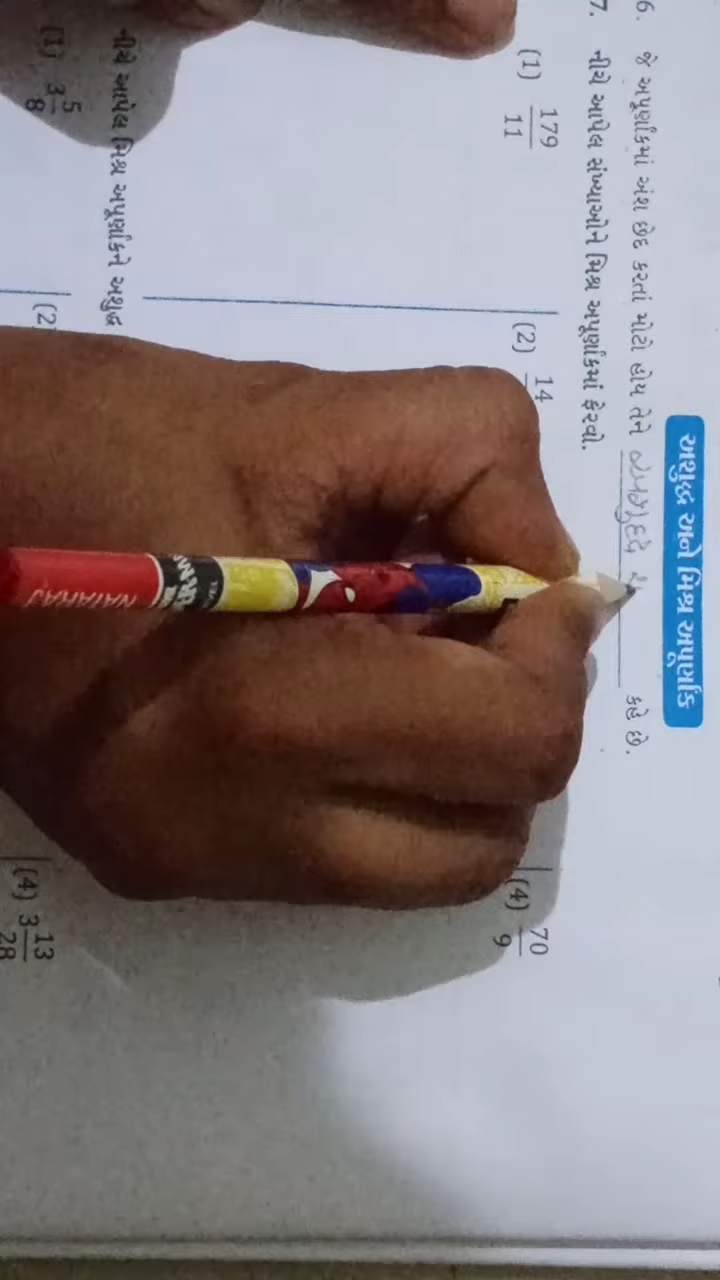 અશુદ્ધ અને મિશ્ર અપૂર્ણાંક
6. જે અપૂર્ણાંકમાં અંશ છેદ કરતાં મોટો હોય તેને કહે છે.
7. નીચે આપેલ સંખ્યાઓને મિશ્ર અપૂર્ણાંકમાં ફેરવો.
(1) 179/11 (2) 14 (4) 70/9
નીચે આપેલ મિશ્ર અપૂર્ણાંકને અશુદ્ધ
(1) 3 5/8 (2 (4) 3 13/28
NATARAJ